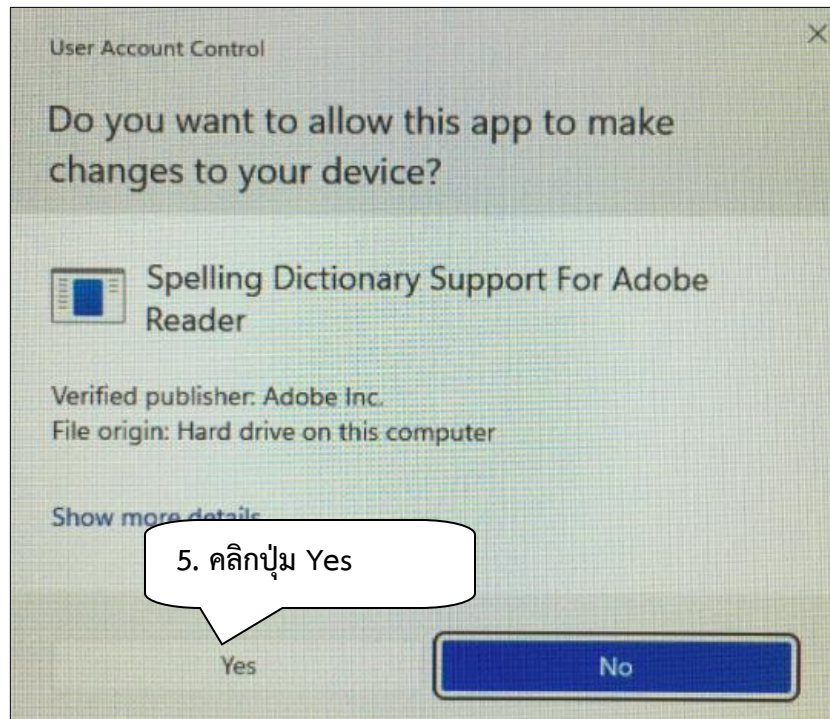 User Account Control
Do you want to allow this app to make
changes to your device?
Spelling Dictionary Support For Adobe
Reader
Verified publisher: Adobe Inc.
File origin: Hard drive on this computer
Show more details
5. คลิกปุ่ม Yes
Yes
No